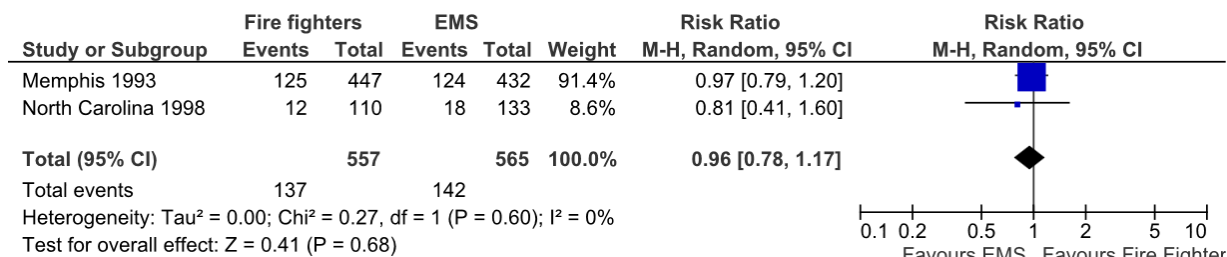 Fire fighters EMS Risk Ratio Risk Ratio
Study or Subgroup Events Total Events Total Weight M-H, Random, 95% CI M-H, Random, 95% CI
Memphis 1993 125 447 124 432 91.4% 0.97 [0.79, 1.20]
North Carolina 1998 12 110 18 133 8.6% 0.81 [0.41, 1.60]
Total (95% CI) 557 565 100.0% 0.96 [0.78, 1.17]
Total events 137 142
Heterogeneity: Tau² = 0.00; Chi² = 0.27, df = 1 (P = 0.60); I² = 0%
Test for overall effect: Z = 0.41 (P = 0.68)
0.1 0.2 0.5 1 2 5 10
Favours EMS Favours Fire Fighter